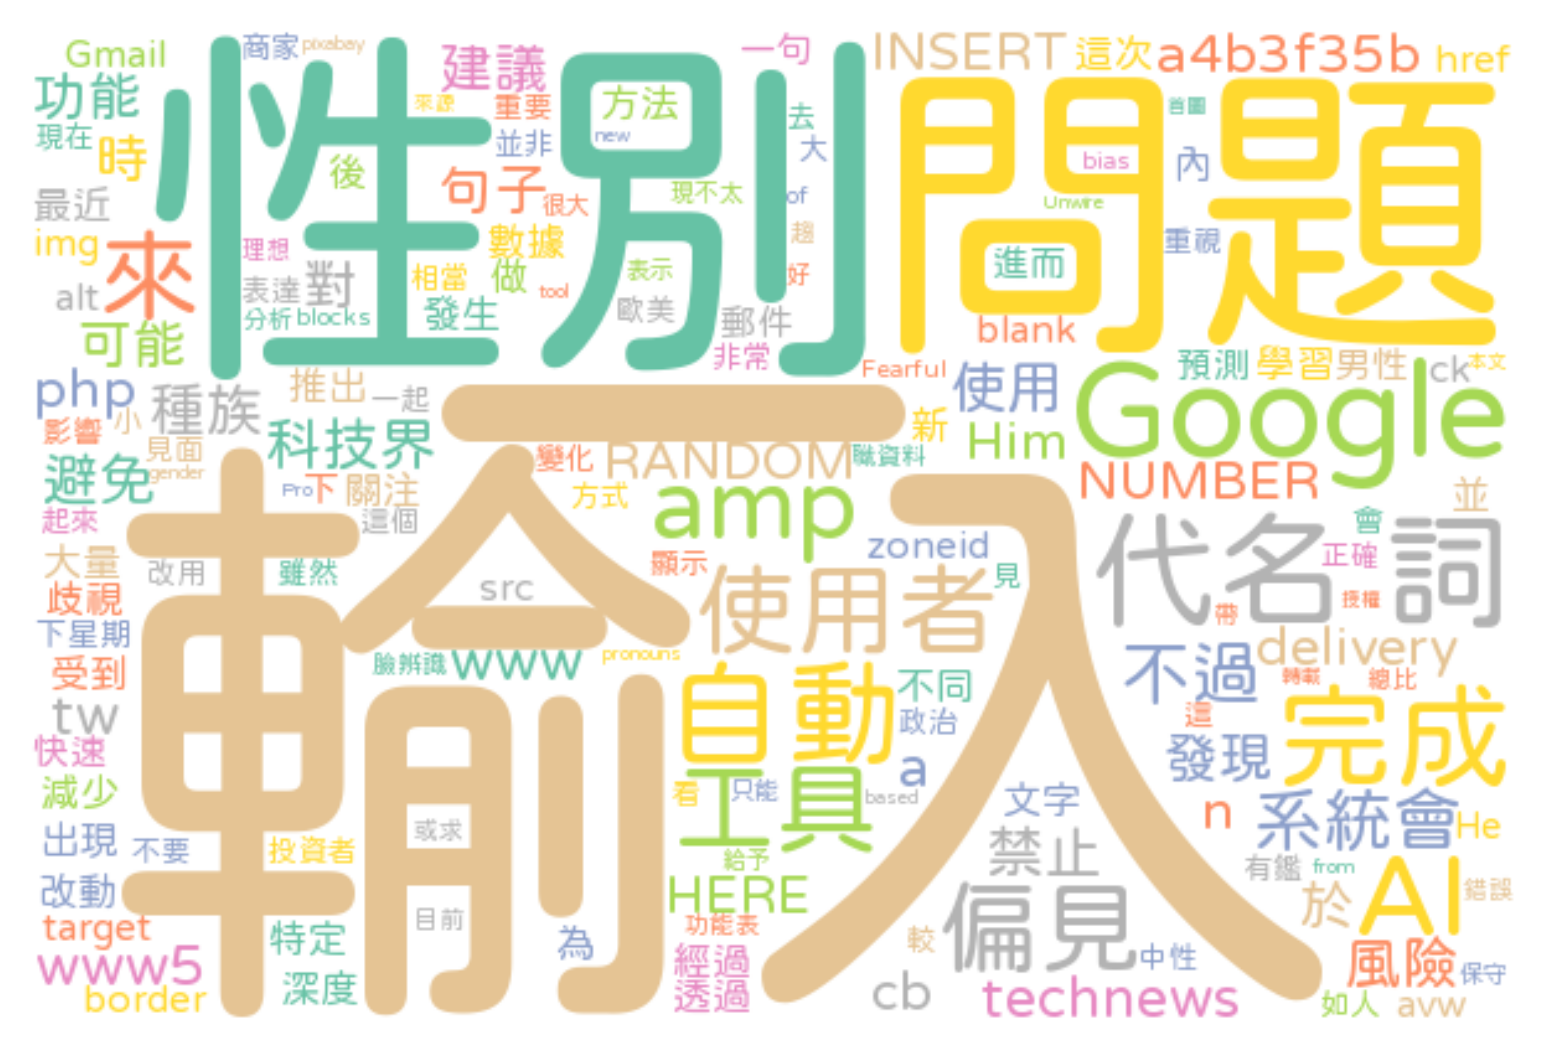 Gmail
商家
pixabay
建議
一句
INSERT
這次
a4b3f35b
href
功能
性別
來源
重要
方法
問題
首圖
現在
時
後
並非
new
去
大
bias
內
最近
句子
很大
現不太
of
Unwire
img
來
理想
數據
趨
重視
相當
做
表示
進而
alt
表達
對
tool
好
分析
blocks
發生
歐美
郵件
blank
可能
非常
Fearful
預測
學習
男性
ck
本文
php
種族
推出
一起
使用
Google
影響
小
科技界
新
Him
見面
變化
RANDOM
職資料
NUMBER
避免
gender
Pro
下
關注
方式
amp
並
起來
這個
輸入
zoneid
代名詞
會
大量
改用
雖然
顯示
使用者
見
正確
歧視
src
帶
授權
下星期
臉辨識
www
pronouns
delivery
受到
自動
不同
不過
轉載
總比
tw
政治
這
完成
快速
發現
減少
工具
a
看
只能
based
文字
n
系統會
He
出現
不要
投資者
或求
給予
禁止
有鑑
from
改動
HERE
偏見
於
AI
錯誤
target
特定
目前
功能表
為
較
中性
風險
保守
www5
深度
經過
border
透過
cb
technews
如人
avw